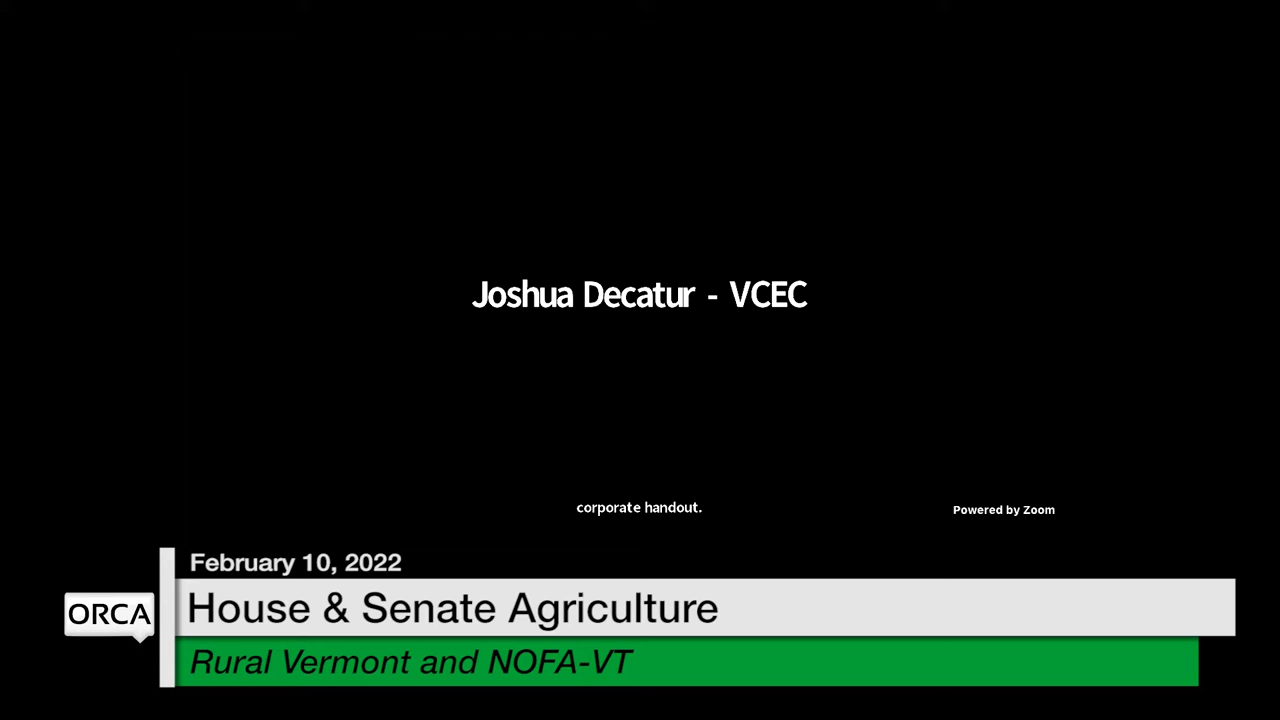 Joshua Decatur - VCEC
corporate handout.
Powered by Zoom
February 10, 2022
ORCA
House & Senate Agriculture
Rural Vermont and NOFA-VT